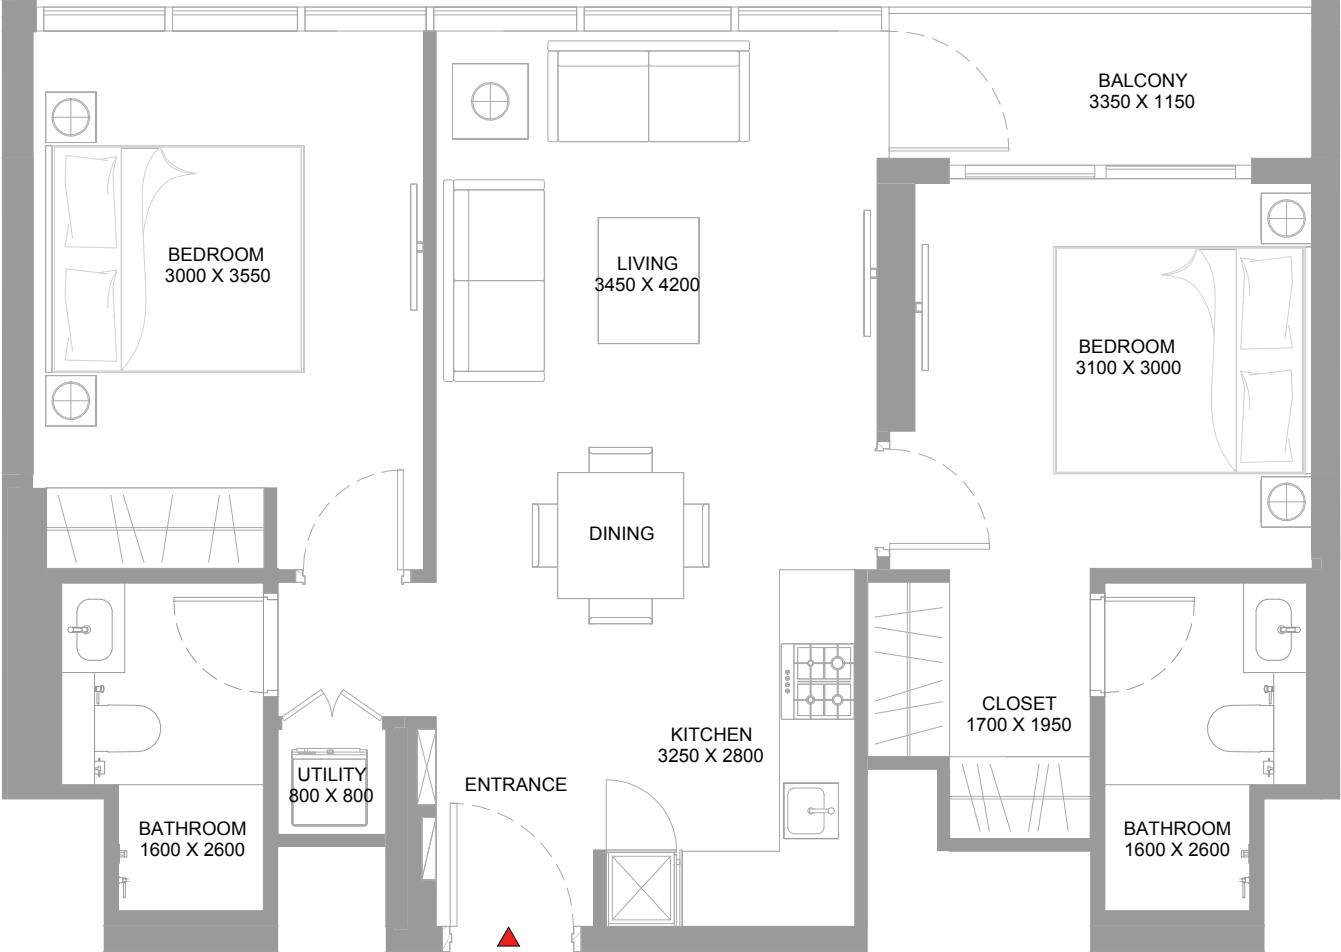 BALCONY
3350 X 1150
BEDROOM
3000 X 3550
LIVING
3450 X 4200
BEDROOM
3100 X 3000
DINING
CLOSET
1700 X 1950
KITCHEN
3250 X 2800
UTILITY
800 X 800
ENTRANCE
BATHROOM
1600 X 2600
BATHROOM
1600 X 2600